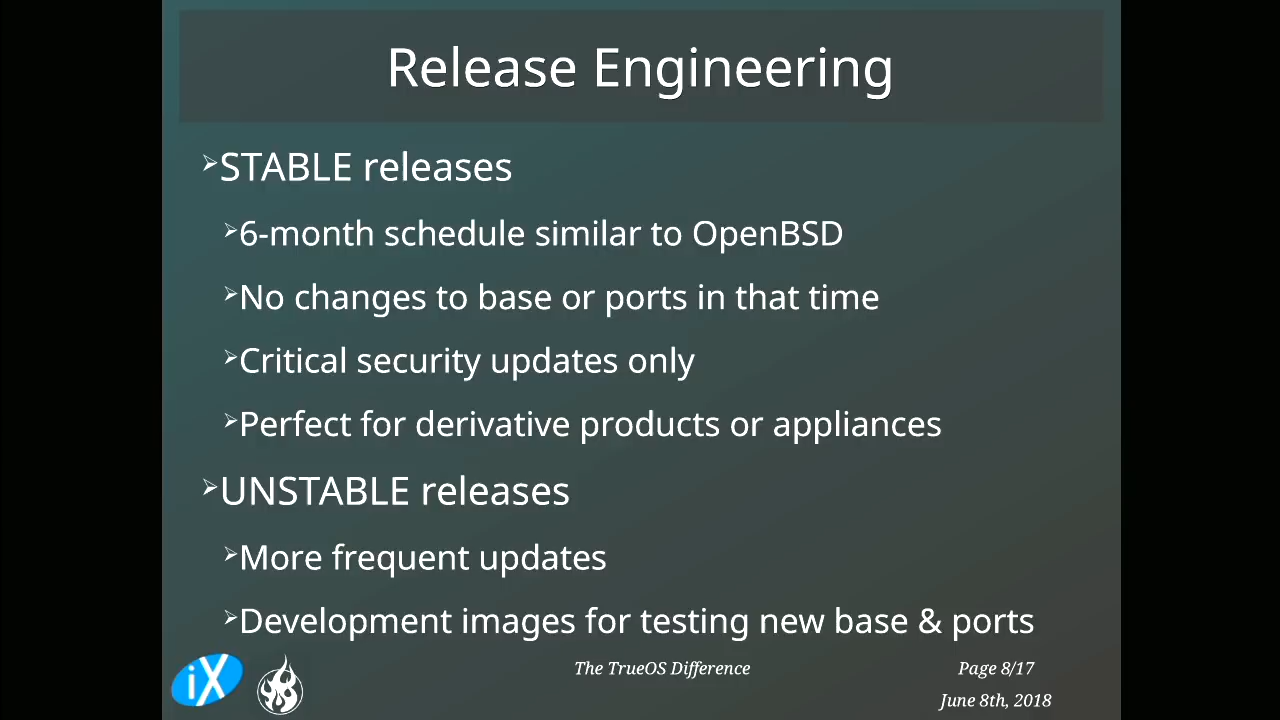 Release Engineering
➢STABLE releases
➢6-month schedule similar to OpenBSD
➢No changes to base or ports in that time
➢Critical security updates only
➢Perfect for derivative products or appliances
➢UNSTABLE releases
➢More frequent updates
➢Development images for testing new base & ports
iX
The TrueOS Difference
Page 8/17
June 8th, 2018